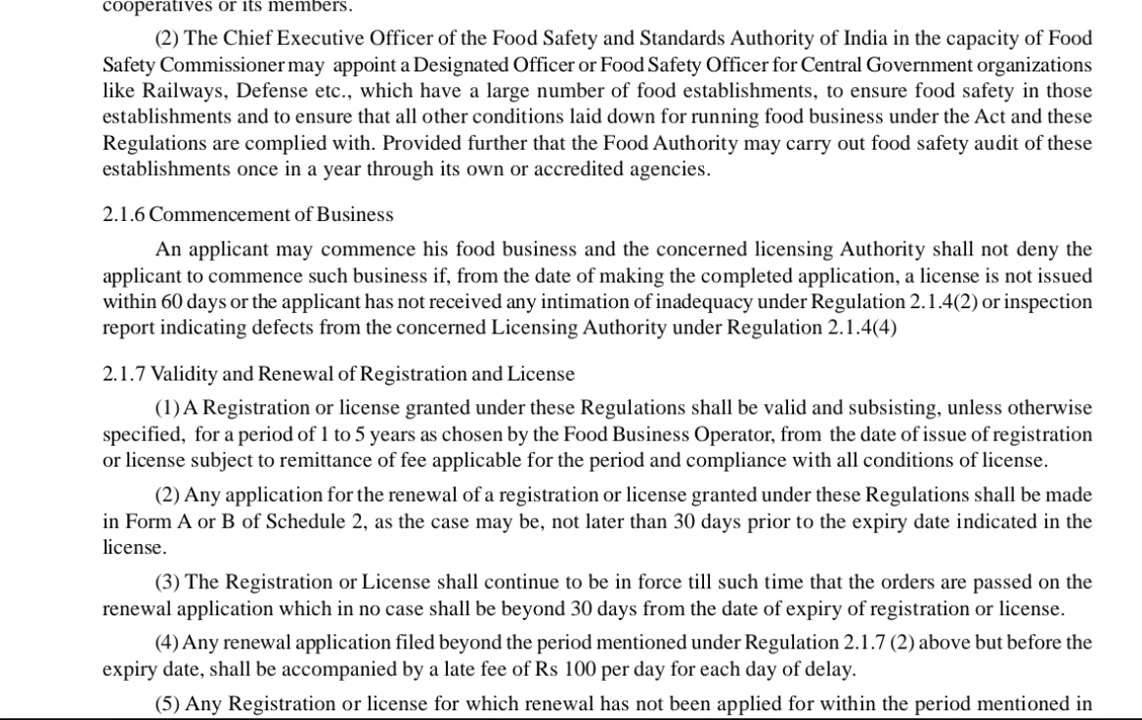 cooperatives or its members.
(2) The Chief Executive Officer of the Food Safety and Standards Authority of India in the capacity of Food
Safety Commissioner may appoint a Designated Officer or Food Safety Officer for Central Government organizations
like Railways, Defense etc., which have a large number of food establishments, to ensure food safety in those
establishments and to ensure that all other conditions laid down for running food business under the Act and these
Regulations are complied with. Provided further that the Food Authority may carry out food safety audit of these
establishments once in a year through its own or accredited agencies.
2.1.6 Commencement of Business
An applicant may commence his food business and the concerned licensing Authority shall not deny the
applicant to commence such business if, from the date of making the completed application, a license is not issued
within 60 days or the applicant has not received any intimation of inadequacy under Regulation 2.1.4(2) or inspection
report indicating defects from the concerned Licensing Authority under Regulation 2.1.4(4)
2.1.7 Validity and Renewal of Registration and License
(1) A Registration or license granted under these Regulations shall be valid and subsisting, unless otherwise
specified, for a period of 1 to 5 years as chosen by the Food Business Operator, from the date of issue of registration
or license subject to remittance of fee applicable for the period and compliance with all conditions of license.
(2) Any application for the renewal of a registration or license granted under these Regulations shall be made
in Form A or B of Schedule 2, as the case may be, not later than 30 days prior to the expiry date indicated in the
license.
(3) The Registration or License shall continue to be in force till such time that the orders are passed on the
renewal application which in no case shall be beyond 30 days from the date of expiry of registration or license.
(4) Any renewal application filed beyond the period mentioned under Regulation 2.1.7 (2) above but before the
expiry date, shall be accompanied by a late fee of Rs 100 per day for each day of delay.
(5) Any Registration or license for which renewal has not been applied for within the period mentioned in